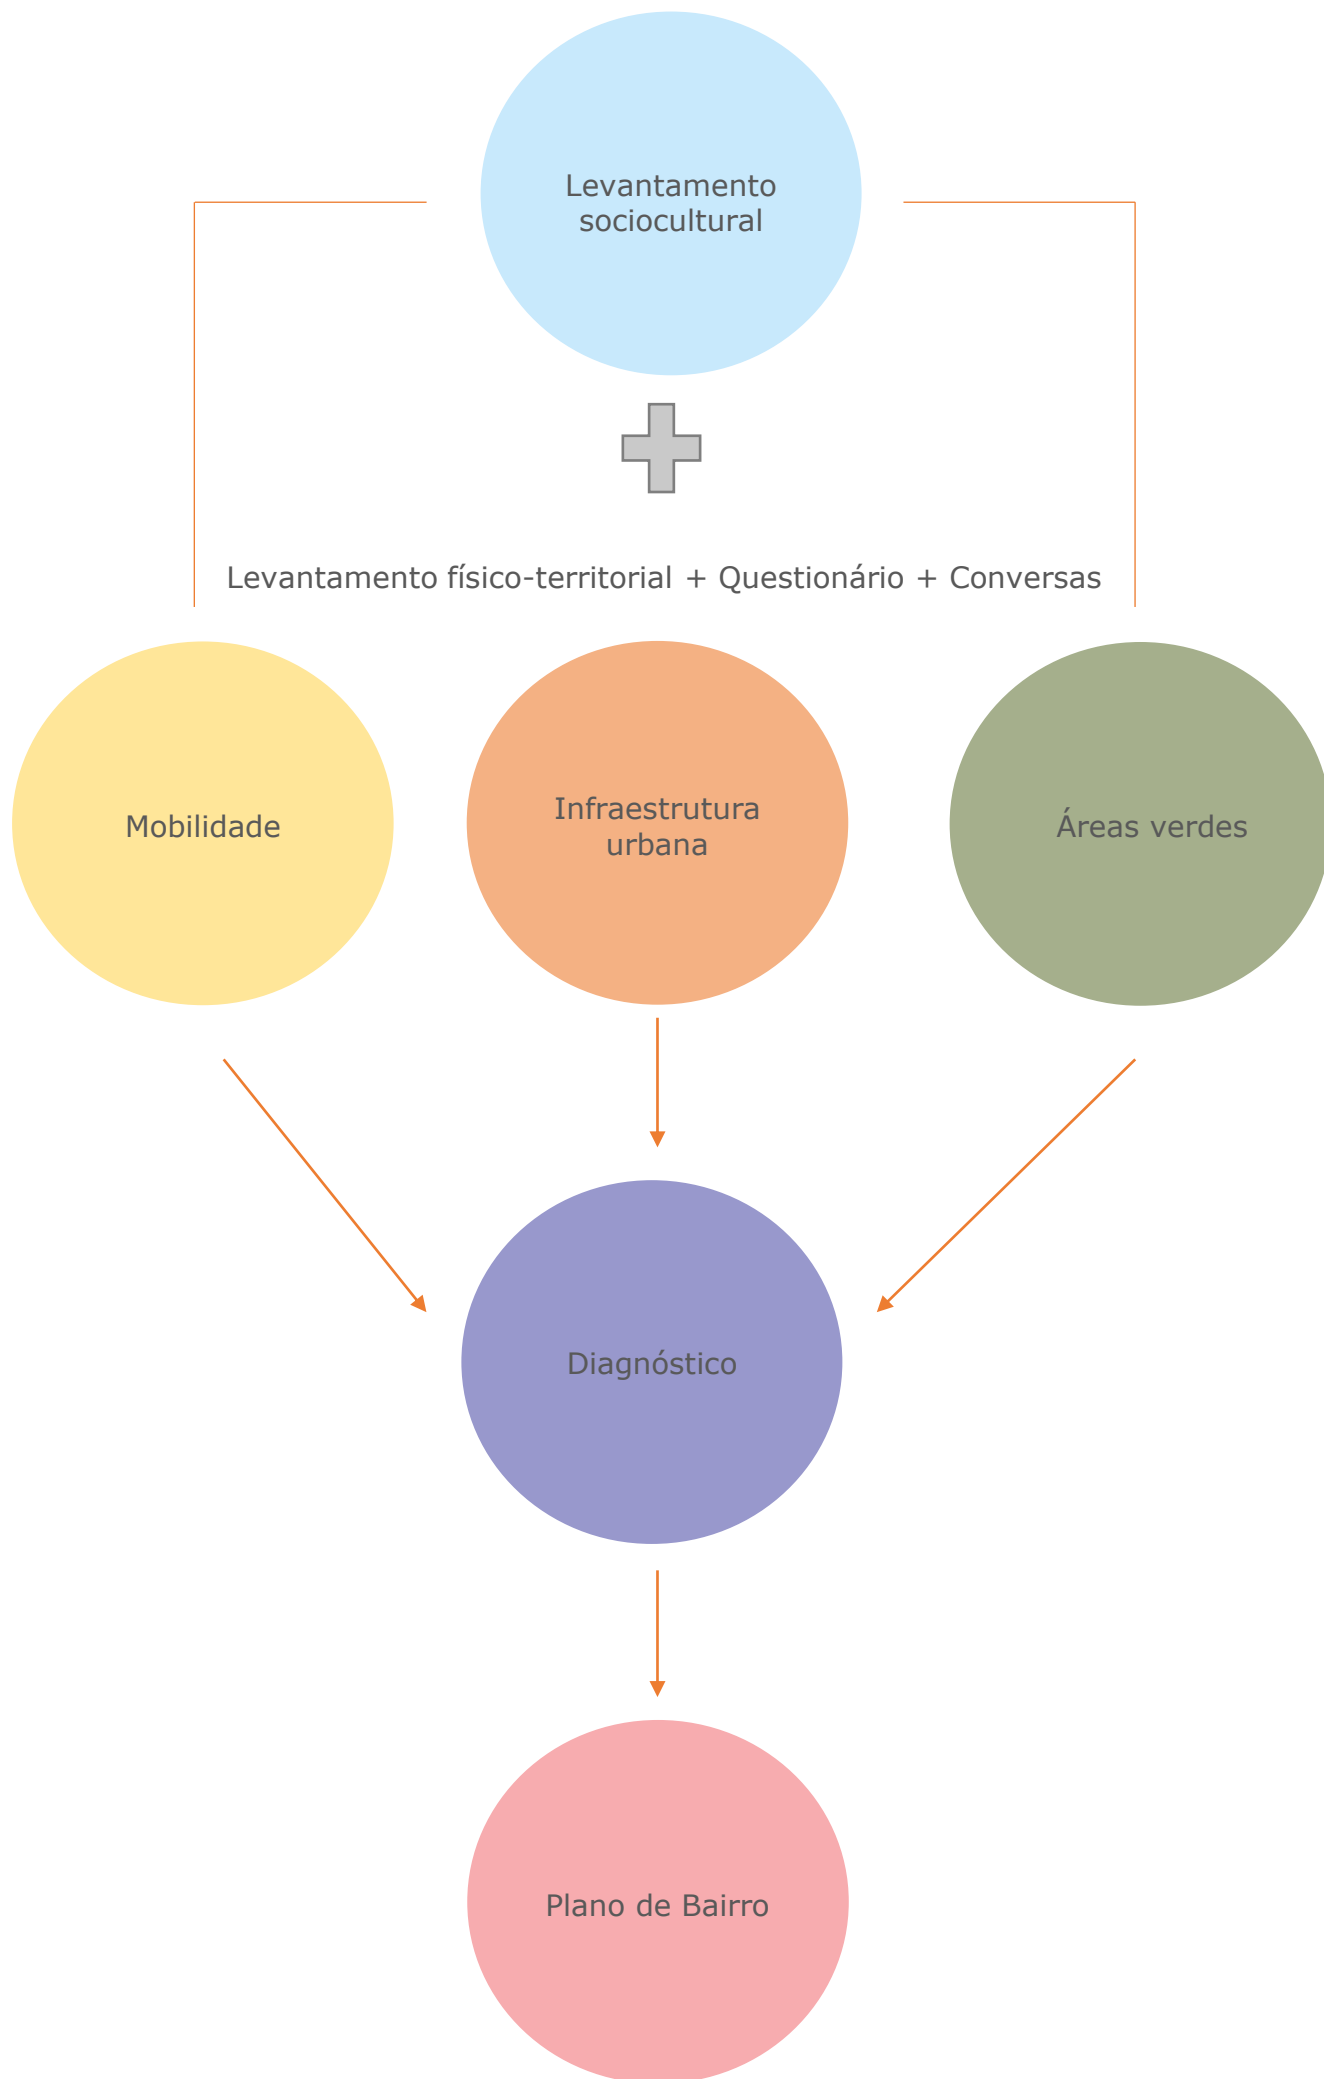 Levantamento
sociocultural
Levantamento físico-territorial + Questionário + Conversas
Mobilidade
Infraestrutura
urbana
Áreas verdes
Diagnóstico
Plano de Bairro